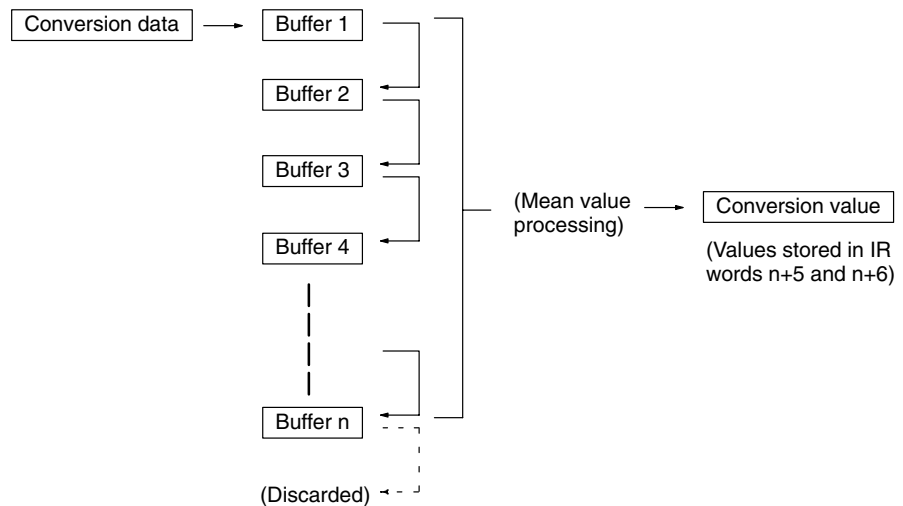 Conversion data
Buffer 1
Buffer 2
Buffer 3
Buffer 4
Buffer n
(Discarded)
(Mean value
processing)
Conversion value
(Values stored in IR
words n+5 and n+6)